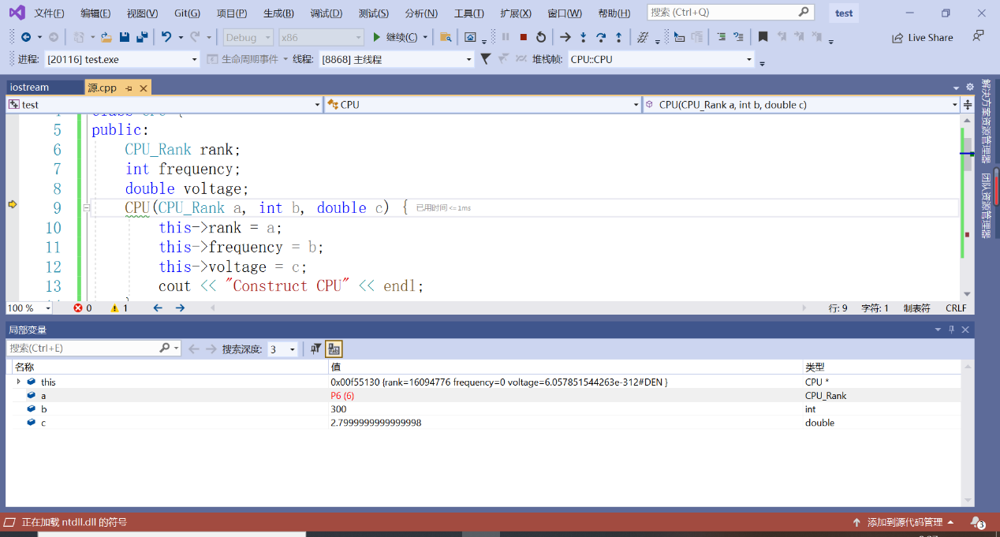 文件(F) 编辑(E) 视图(V) Git(G) 项目(P) 生成(B) 调试(D) 测试(S) 分析(N) 工具(T) 扩展(X) 窗口(W) 帮助(H) 搜索 (Ctrl+Q) test
Debug x86 继续(C) Live Share
进程: [20116] test.exe 生命周期事件 线程: [8868] 主线程 堆栈帧: CPU::CPU
iostream 源.cpp
test CPU CPU(CPU_Rank a, int b, double c)
5 public:
6 CPU_Rank rank;
7 int frequency;
8 double voltage;
9 CPU(CPU_Rank a, int b, double c) { 已用时间<=1ms
10 this->rank = a;
11 this->frequency = b;
12 this->voltage = c;
13 cout << "Construct CPU" << endl;
100 % 0 1 行: 9 字符: 1 制表符 CRLF
局部变量
搜索(Ctrl+E) 搜索深度: 3
名称 值 类型
this 0x00f55130 {rank=16094776 frequency=0 voltage=6.057851544263e-312#DEN } CPU *
a P6 (6) CPU_Rank
b 300 int
c 2.7999999999999998 double
正在加载 ntdll.dll 的符号 添加到源代码管理 3
解决方案资源管理器
团队资源管理器